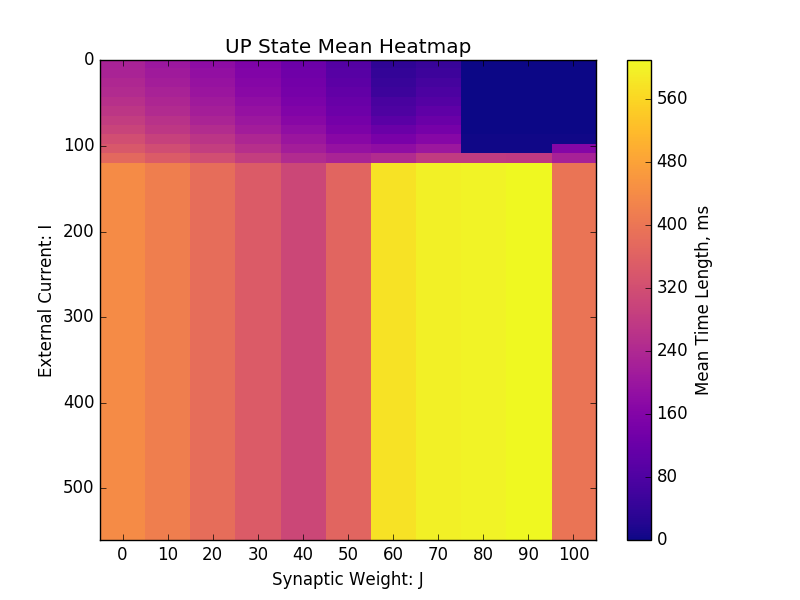 UP State Mean Heatmap
0
100
200
300
400
500
External Current: I
0 10 20 30 40 50 60 70 80 90 100
Synaptic Weight: J
560
480
400
320
240
160
80
0
Mean Time Length, ms